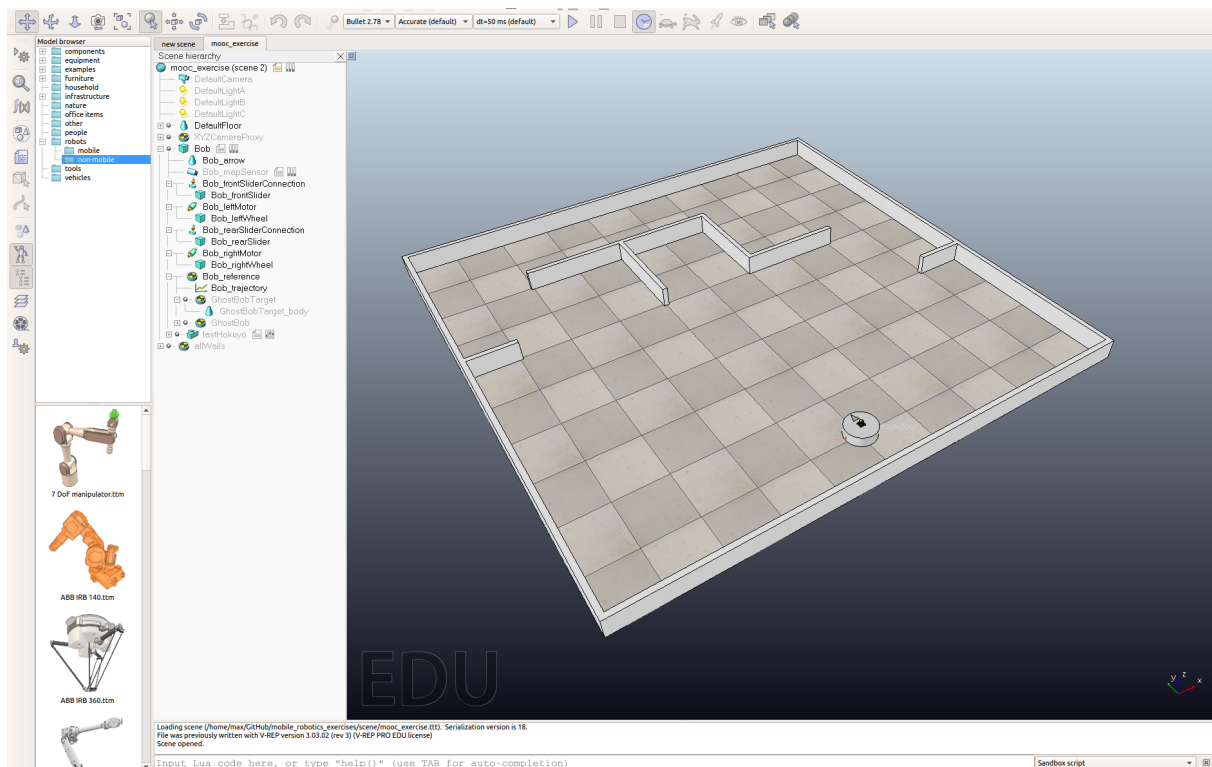 Bullet 2.78
Accurate (default)
dt=50 ms (default)
Model browser
components
equipment
examples
furniture
household
infrastructure
nature
office items
other
people
robots
mobile
non-mobile
tools
vehicles
new scene
mooc_exercise
Scene hierarchy
mooc_exercise (scene 2)
DefaultCamera
DefaultLightA
DefaultLightB
DefaultLightC
DefaultFloor
XYZCameraProxy
Bob
Bob_arrow
Bob_mapSensor
Bob_frontSliderConnection
Bob_frontSlider
Bob_leftMotor
Bob_leftWheel
Bob_rearSliderConnection
Bob_rearSlider
Bob_rightMotor
Bob_rightWheel
Bob_reference
Bob_trajectory
GhostBobTarget
GhostBobTarget_body
GhostBob
fastHokuyo
allWalls
7 DoF manipulator.ttm
ABB IRB 140.ttm
ABB IRB 360.ttm
EDU
y z x
Loading scene (/home/max/GitHub/mobile_robotics_exercises/scene/mooc_exercise.ttt). Serialization version is 18.
File was previously written with V-REP version 3.03.02 (rev 3) (V-REP PRO EDU license)
Scene opened.
Input Lua code here, or type "help()" (use TAB for auto-completion)
Sandbox script